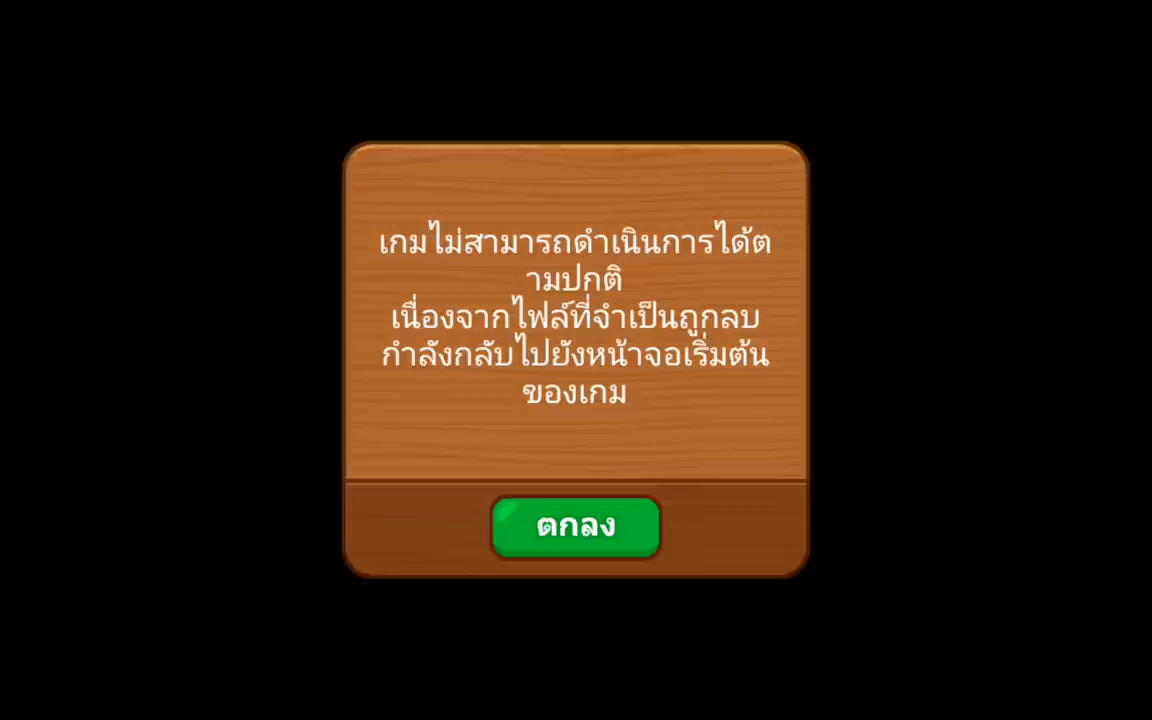 เกมไม่สามารถดำเนินการได้ต
ามปกติ
เนื่องจากไฟล์ที่จำเป็นถูกลบ
กำลังกลับไปยังหน้าจอเริ่มต้น
ของเกม
ตกลง